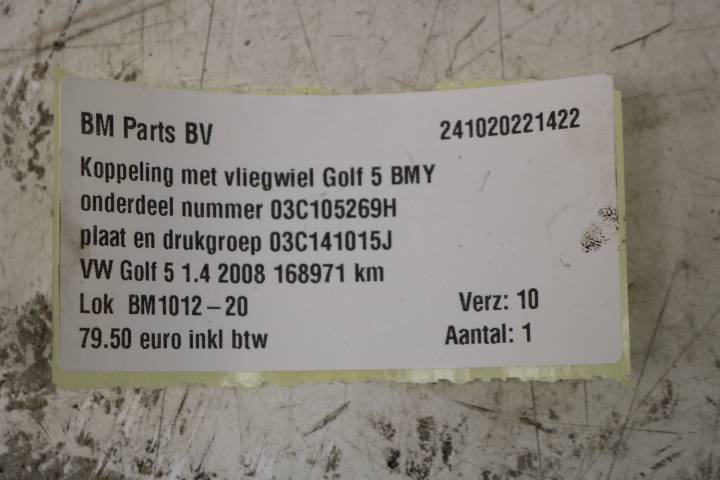 BM Parts BV 241020221422
Koppeling met vliegwiel Golf 5 BMY
onderdeel nummer 03C105269H
plaat en drukgroep 03C141015J
VW Golf 5 1.4 2008 168971 km
Lok BM1012-20 Verz: 10
79.50 euro inkl btw Aantal: 1